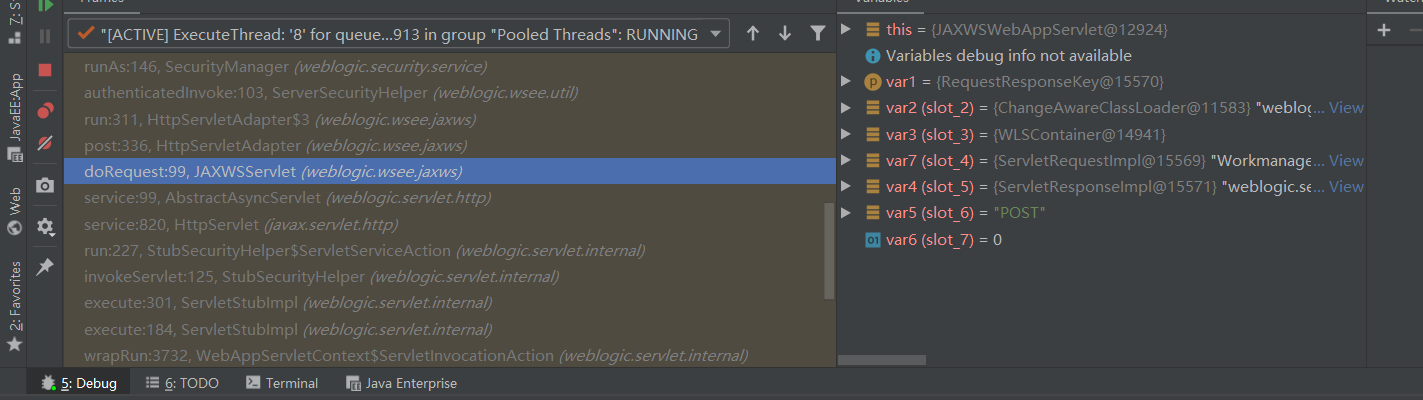 Frames
Variables
"[ACTIVE] ExecuteThread: '8' for queue...913 in group "Pooled Threads": RUNNING
runAs:146, SecurityManager (weblogic.security.service)
authenticatedInvoke:103, ServerSecurityHelper (weblogic.wsee.util)
run:311, HttpServletAdapter$3 (weblogic.wsee.jaxws)
post:336, HttpServletAdapter (weblogic.wsee.jaxws)
doRequest:99, JAXWSServlet (weblogic.wsee.jaxws)
service:99, AbstractAsyncServlet (weblogic.servlet.http)
service:820, HttpServlet (javax.servlet.http)
run:227, StubSecurityHelper$ServletServiceAction (weblogic.servlet.internal)
invokeServlet:125, StubSecurityHelper (weblogic.servlet.internal)
execute:301, ServletStubImpl (weblogic.servlet.internal)
execute:184, ServletStubImpl (weblogic.servlet.internal)
wrapRun:3732, WebAppServletContext$ServletInvocationAction (weblogic.servlet.internal)
this = {JAXWSWebAppServlet@12924}
Variables debug info not available
var1 = {RequestResponseKey@15570}
var2 (slot_2) = {ChangeAwareClassLoader@11583} "weblog... View
var3 (slot_3) = {WLSContainer@14941}
var7 (slot_4) = {ServletRequestImpl@15569} "Workmanage... View
var4 (slot_5) = {ServletResponseImpl@15571} "weblogic.se... View
var5 (slot_6) = "POST"
var6 (slot_7) = 0
JavaEE-App
Web
2: Favorites
5: Debug
6: TODO
Terminal
Java Enterprise